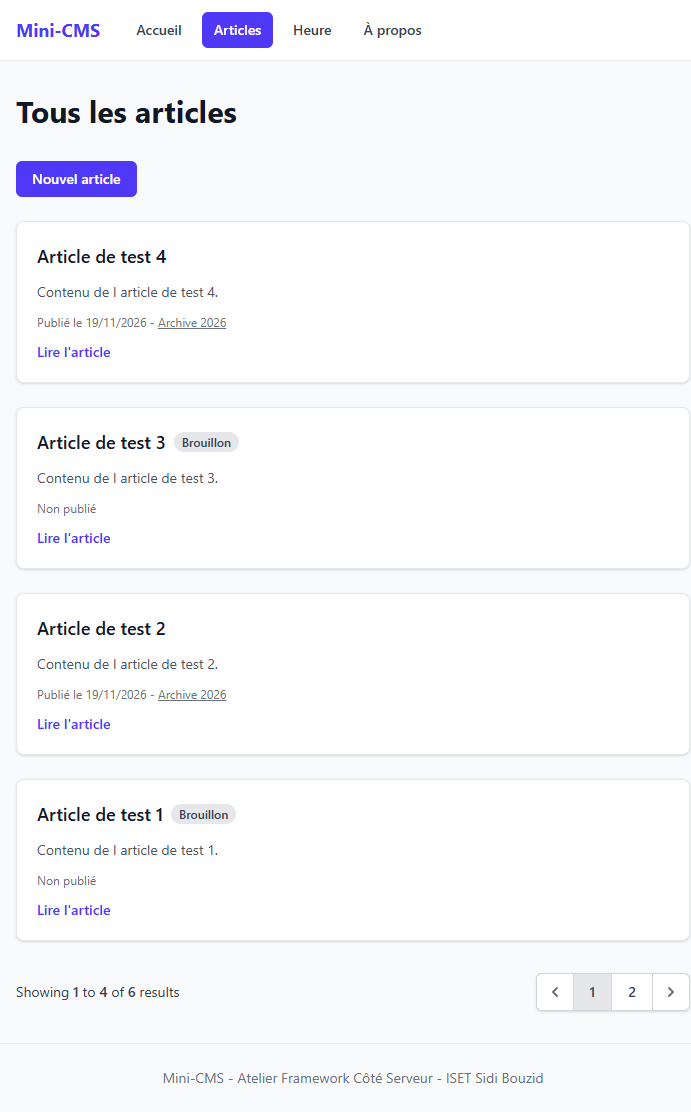 Mini-CMS Accueil Articles Heure À propos
Tous les articles
Nouvel article
Article de test 4
Contenu de l article de test 4.
Publié le 19/11/2026 - Archive 2026
Lire l'article
Article de test 3 Brouillon
Contenu de l article de test 3.
Non publié
Lire l'article
Article de test 2
Contenu de l article de test 2.
Publié le 19/11/2026 - Archive 2026
Lire l'article
Article de test 1 Brouillon
Contenu de l article de test 1.
Non publié
Lire l'article
Showing 1 to 4 of 6 results 1 2
Mini-CMS - Atelier Framework Côté Serveur - ISET Sidi Bouzid